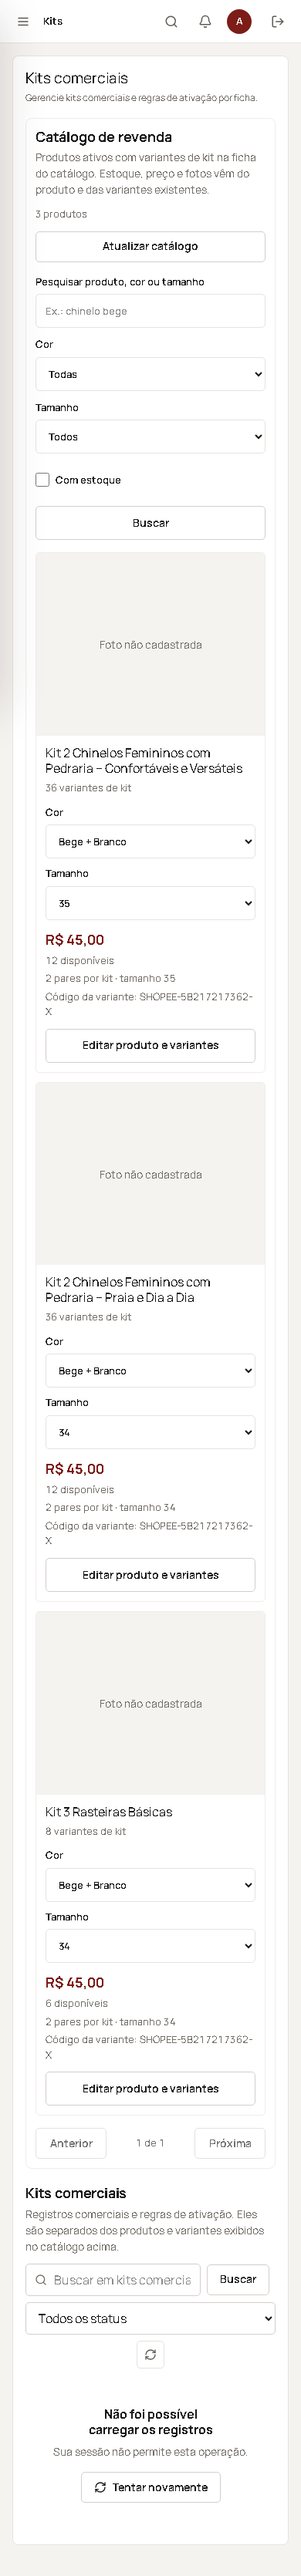 Kits
A
Kits comerciais
Gerencie kits comerciais e regras de ativação por ficha.
Catálogo de revenda
Produtos ativos com variantes de kit na ficha
do catálogo. Estoque, preço e fotos vêm do
produto e das variantes existentes.
3 produtos
Atualizar catálogo
Pesquisar produto, cor ou tamanho
Ex.: chinelo bege
Cor
Todas
Tamanho
Todos
Com estoque
Buscar
Foto não cadastrada
Kit 2 Chinelos Femininos com
Pedraria – Confortáveis e Versáteis
36 variantes de kit
Cor
Bege + Branco
Tamanho
35
R$ 45,00
12 disponíveis
2 pares por kit · tamanho 35
Código da variante: SHOPEE-5B217217362-
X
Editar produto e variantes
Foto não cadastrada
Kit 2 Chinelos Femininos com
Pedraria – Praia e Dia a Dia
36 variantes de kit
Cor
Bege + Branco
Tamanho
34
R$ 45,00
12 disponíveis
2 pares por kit · tamanho 34
Código da variante: SHOPEE-5B217217362-
X
Editar produto e variantes
Foto não cadastrada
Kit 3 Rasteiras Básicas
8 variantes de kit
Cor
Bege + Branco
Tamanho
34
R$ 45,00
6 disponíveis
2 pares por kit · tamanho 34
Código da variante: SHOPEE-5B217217362-
X
Editar produto e variantes
Anterior
1 de 1
Próxima
Kits comerciais
Registros comerciais e regras de ativação. Eles
são separados dos produtos e variantes exibidos
no catálogo acima.
Buscar em kits comercia
Buscar
Todos os status
Não foi possível
carregar os registros
Sua sessão não permite esta operação.
Tentar novamente